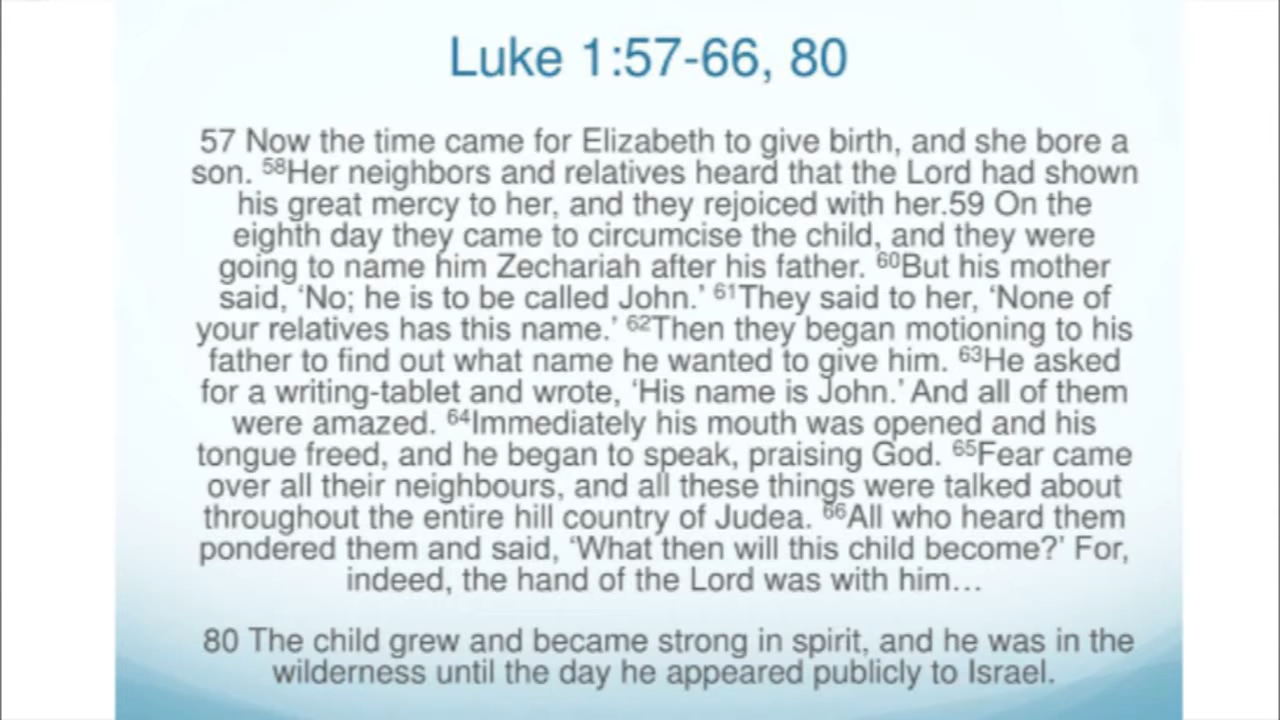 Luke 1:57-66, 80
57 Now the time came for Elizabeth to give birth, and she bore a
son. ⁵⁸Her neighbors and relatives heard that the Lord had shown
his great mercy to her, and they rejoiced with her.59 On the
eighth day they came to circumcise the child, and they were
going to name him Zechariah after his father. ⁶⁰But his mother
said, ‘No; he is to be called John.’ ⁶¹They said to her, ‘None of
your relatives has this name.’ ⁶²Then they began motioning to his
father to find out what name he wanted to give him. ⁶³He asked
for a writing-tablet and wrote, ‘His name is John.’ And all of them
were amazed. ⁶⁴Immediately his mouth was opened and his
tongue freed, and he began to speak, praising God. ⁶⁵Fear came
over all their neighbours, and all these things were talked about
throughout the entire hill country of Judea. ⁶⁶All who heard them
pondered them and said, ‘What then will this child become?’ For,
indeed, the hand of the Lord was with him…
80 The child grew and became strong in spirit, and he was in the
wilderness until the day he appeared publicly to Israel.